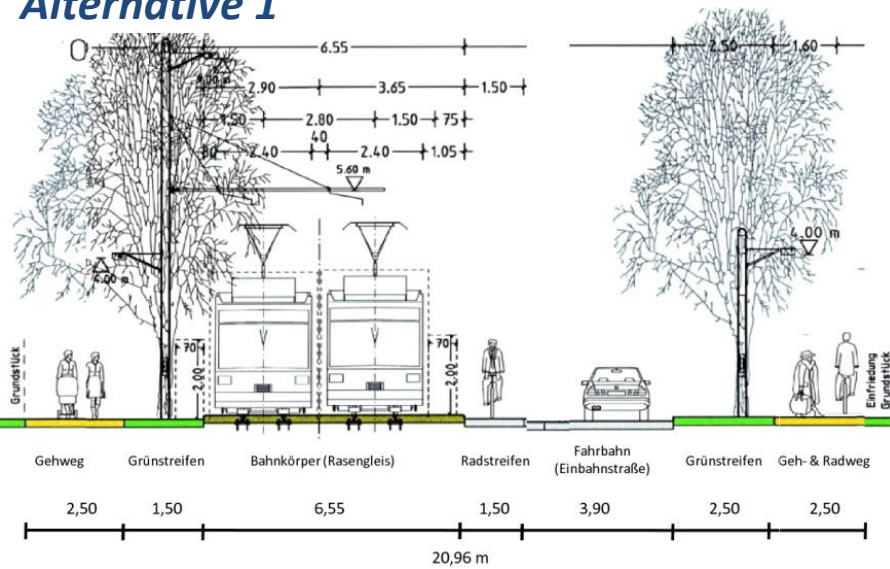 Alternative 1
6.55
2.50
1.60
2.90
3.65
1.50
1.50
2.80
1.50
75
40
80
2.40
2.40
1.05
5.60 m
4.00 m
4.00 m
70
2.00
70
2.00
Grundstück
Einfriedung
Grundstück
Gehweg
Grünstreifen
Bahnkörper (Rasengleis)
Radstreifen
Fahrbahn
(Einbahnstraße)
Grünstreifen
Geh- & Radweg
2,50
1,50
6,55
1,50
3,90
2,50
2,50
20,96 m